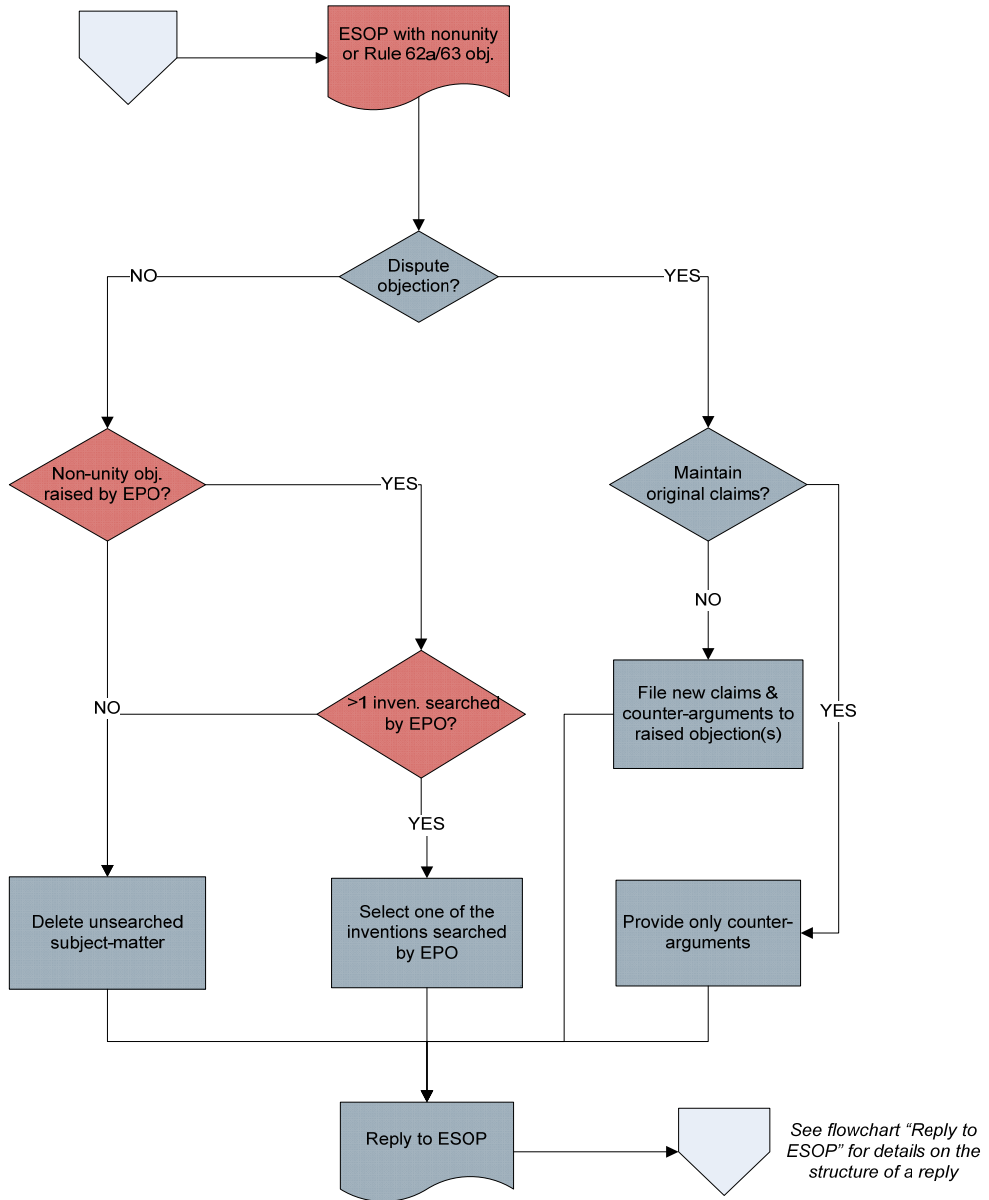 ESOP with nonunity
or Rule 62a/63 obj.
Dispute
objection?
NO
YES
Non-unity obj.
raised by EPO?
YES
Maintain
original claims?
NO
>1 inven. searched
by EPO?
NO
File new claims &
counter-arguments to
raised objection(s)
YES
YES
Delete unsearched
subject-matter
Select one of the
inventions searched
by EPO
Provide only counter-
arguments
Reply to ESOP
See flowchart “Reply to
ESOP” for details on the
structure of a reply